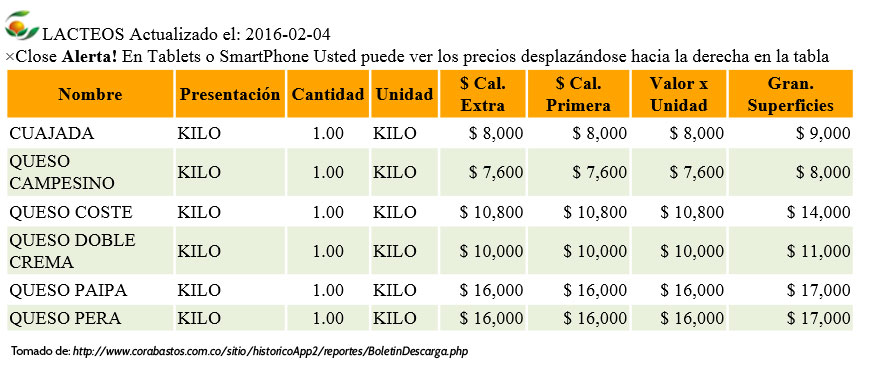 LACTEOS Actualizado el: 2016-02-04
×Close Alerta! En Tablets o SmartPhone Usted puede ver los precios desplazándose hacia la derecha en la tabla
Nombre Presentación Cantidad Unidad $ Cal. Extra $ Cal. Primera Valor x Unidad Gran. Superficies
CUAJADA KILO 1.00 KILO $ 8,000 $ 8,000 $ 8,000 $ 9,000
QUESO CAMPESINO KILO 1.00 KILO $ 7,600 $ 7,600 $ 7,600 $ 8,000
QUESO COSTE KILO 1.00 KILO $ 10,800 $ 10,800 $ 10,800 $ 14,000
QUESO DOBLE CREMA KILO 1.00 KILO $ 10,000 $ 10,000 $ 10,000 $ 11,000
QUESO PAIPA KILO 1.00 KILO $ 16,000 $ 16,000 $ 16,000 $ 17,000
QUESO PERA KILO 1.00 KILO $ 16,000 $ 16,000 $ 16,000 $ 17,000
Tomado de: http://www.corabastos.com.co/sitio/historicoApp2/reportes/BoletinDescarga.php